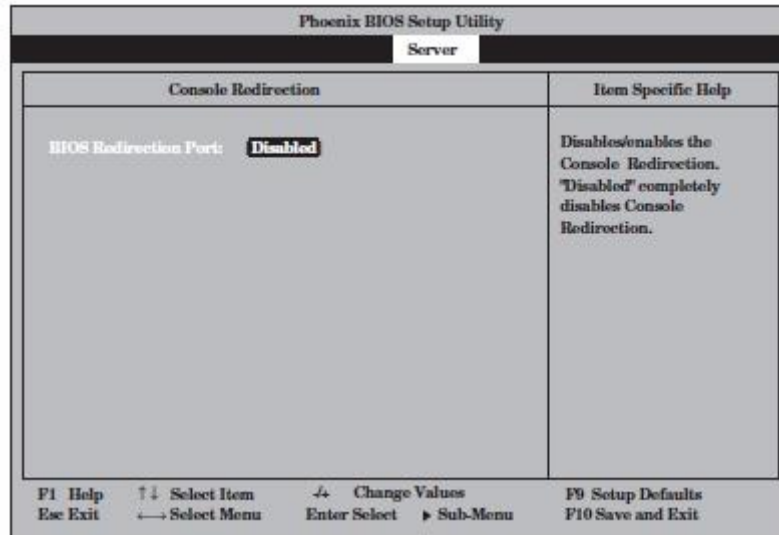 Phoenix BIOS Setup Utility
Server
Console Redirection
Item Specific Help
BIOS Redirection Port: [Disabled]
Disables/enables the
Console Redirection.
"Disabled" completely
disables Console
Redirection.
F1 Help ↑↓ Select Item -/+ Change Values F9 Setup Defaults
Esc Exit ←→ Select Menu Enter Select ▶ Sub-Menu F10 Save and Exit